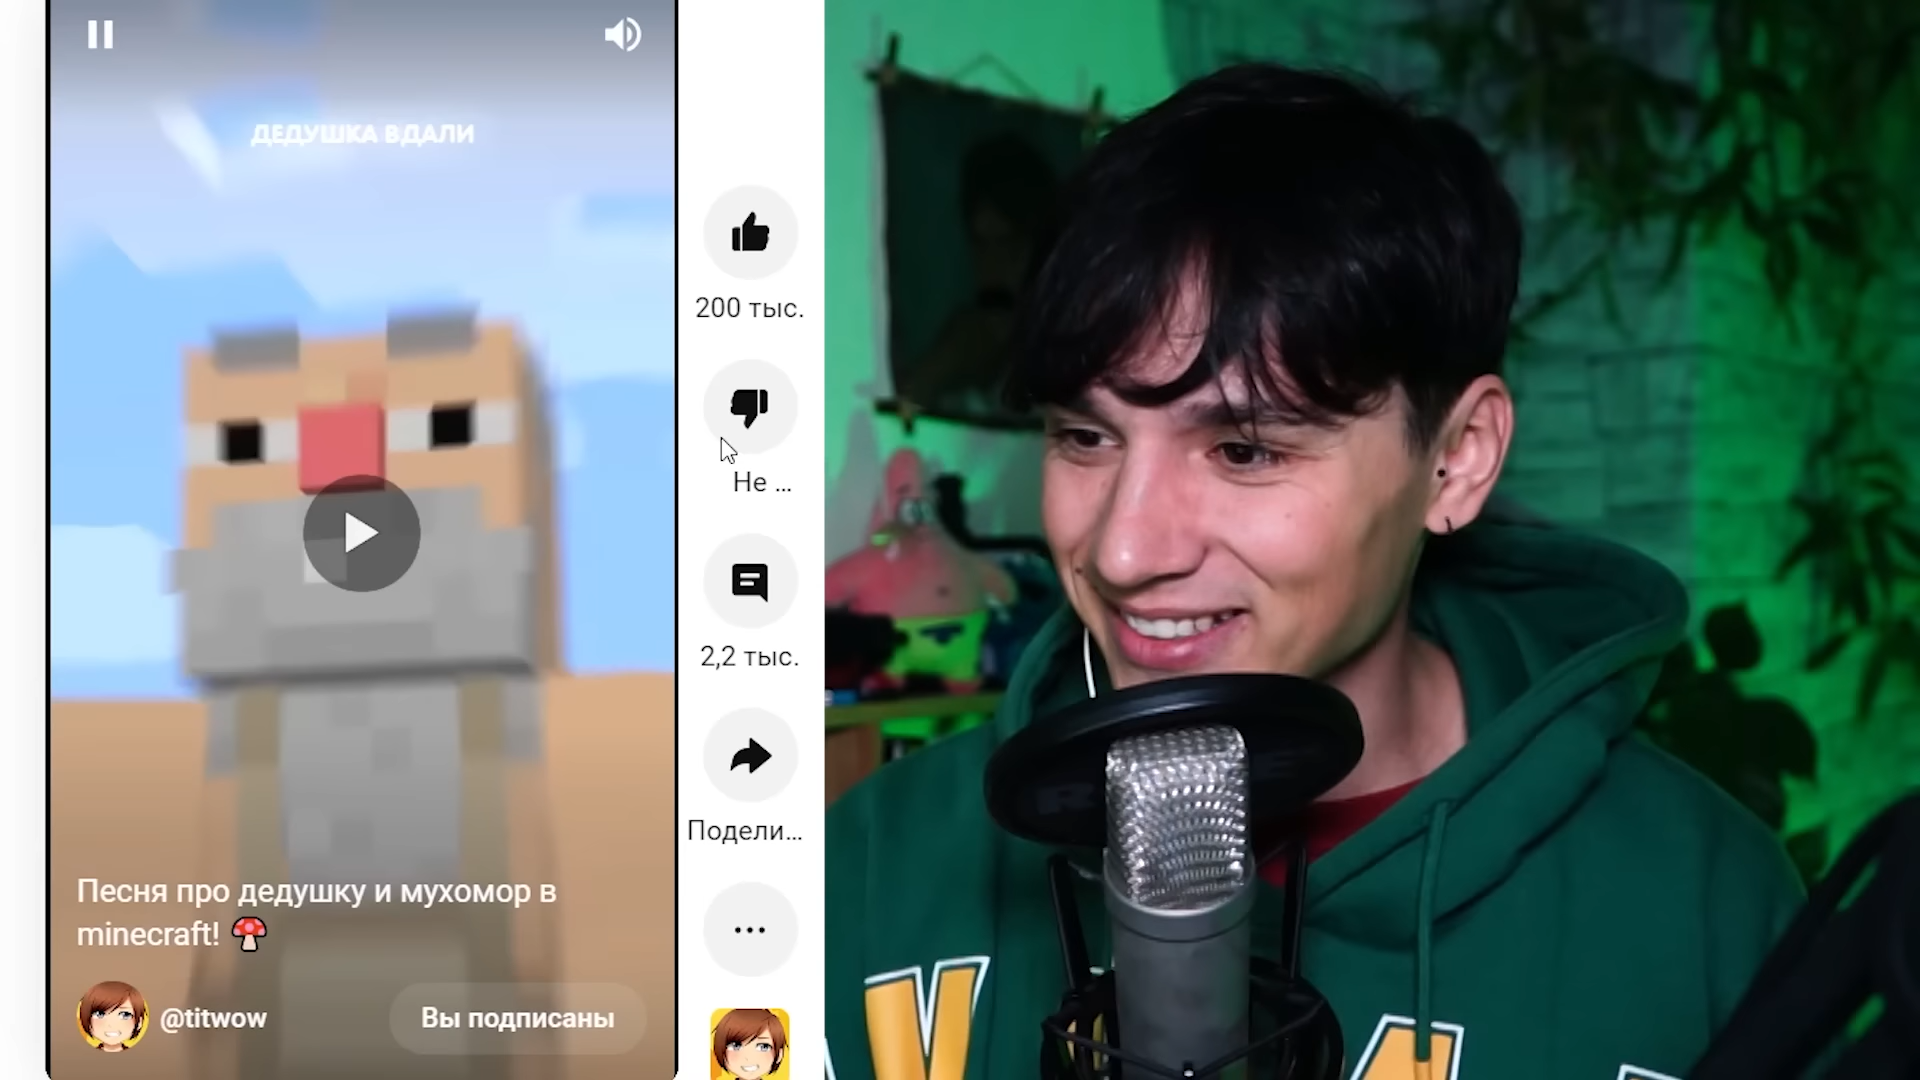 ДЕДУШКА ВДАЛИ
200 тыс.
Не ...
2,2 тыс.
Подели...
Песня про дедушку и мухомор в
minecraft! 🍄
@titwow
Вы подписаны